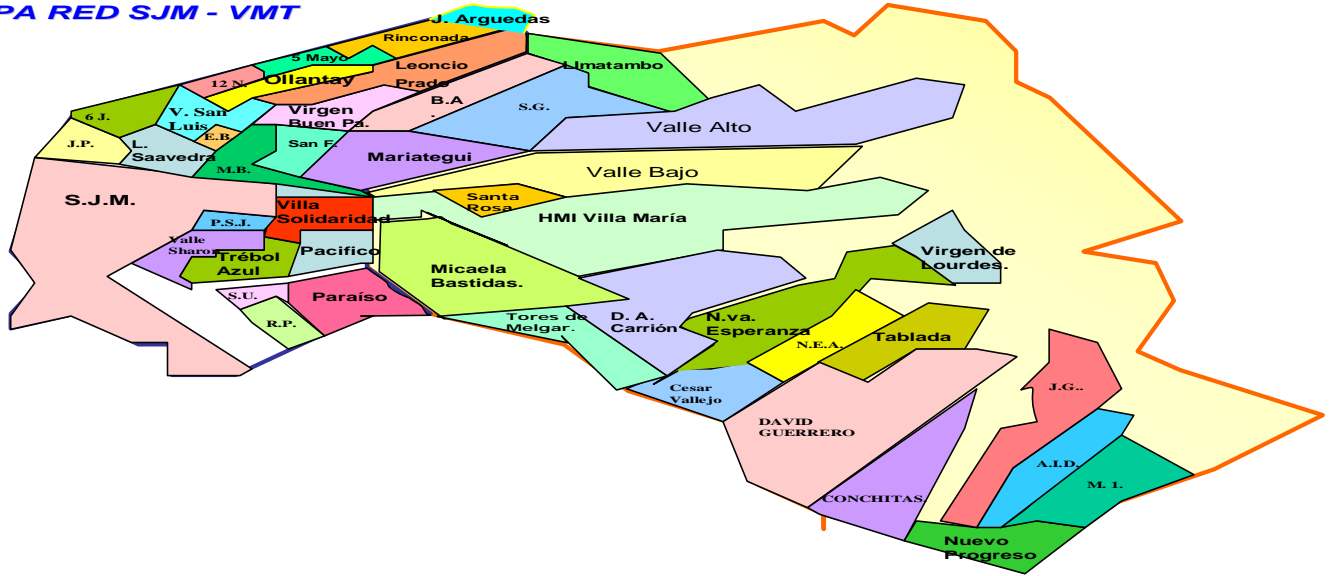 PA RED SJM - VMT
J. Arguedas
Rinconada
5 Mayo
Leoncio
Prado
Limatambo
12 N.
Ollantay
B.A
.
S.G.
Virgen
Buen Pa.
V. San
Luis
6 J.
E.B.
Valle Alto
J.P.
L.
Saavedra
San F.
Mariategui
M.B.
Valle Bajo
S.J.M.
Santa
Rosa
Villa
Solidaridad
HMI Villa María
P.S.J.
Valle
Sharon
Trébol
Azul
Pacifico
Virgen de
Lourdes.
Micaela
Bastidas.
S.U.
Paraíso
R.P.
Tores de
Melgar.
D. A.
Carrión
N.va.
Esperanza
N.E.A.
Tablada
Cesar
Vallejo
J.G..
DAVID
GUERRERO
A.I.D.
M. 1.
CONCHITAS.
Nuevo
Progreso